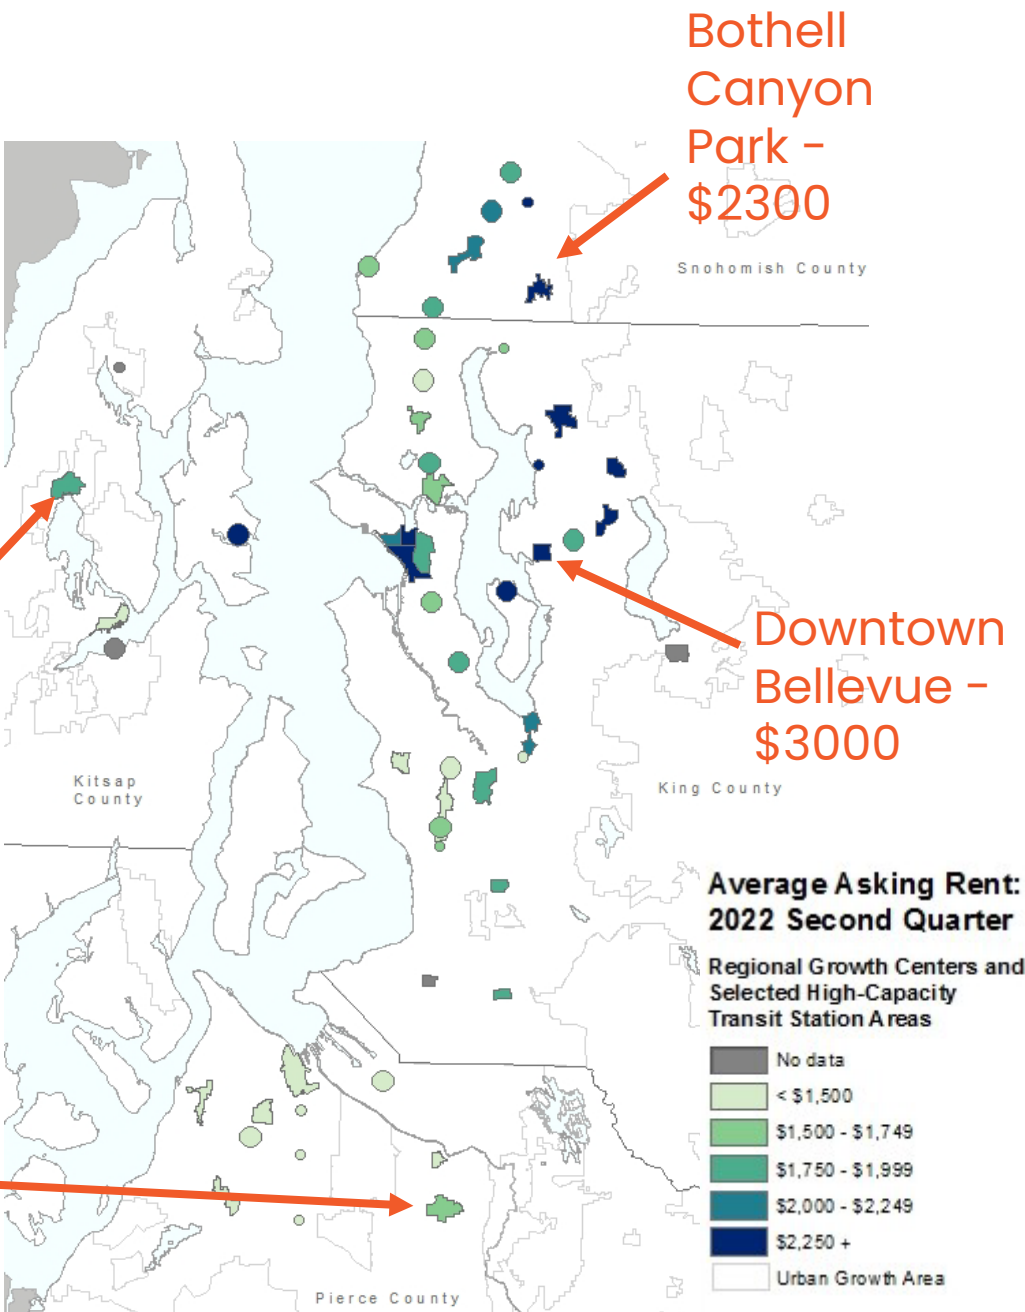 Bothell
Canyon
Park -
$2300
Snohomish County
Downtown
Bellevue -
$3000
Kitsap
County
King County
Average Asking Rent:
2022 Second Quarter
Regional Growth Centers and
Selected High-Capacity
Transit Station Areas
No data
< $1,500
$1,500 - $1,749
$1,750 - $1,999
$2,000 - $2,249
$2,250 +
Urban Growth Area
Pierce County